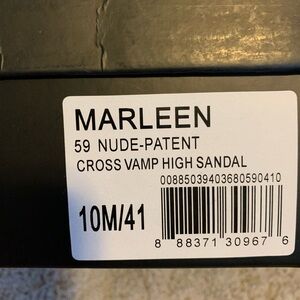 MARLEEN
59 NUDE-PATENT
CROSS VAMP HIGH SANDAL
00885039403680590410
10M/41
8 88371 30967 6